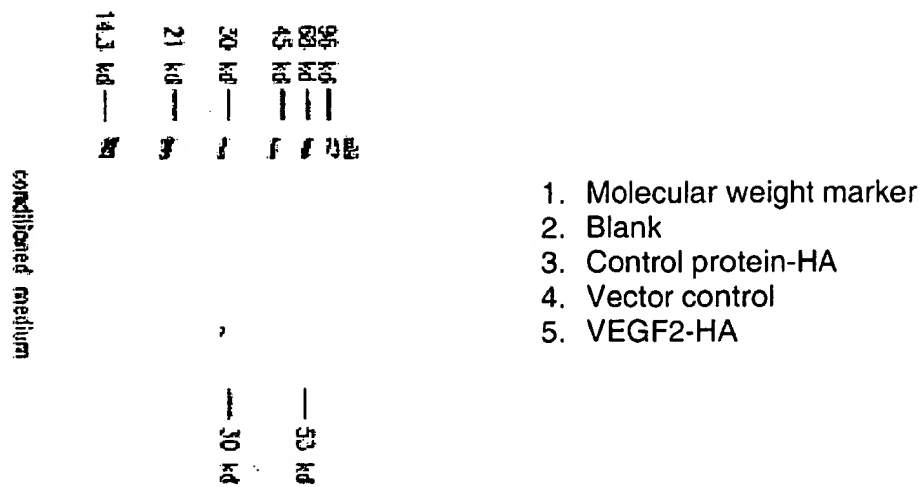 96 kd
68 kd
45 kd
30 kd
21 kd
14.3 kd
conditioned medium
53 kd
30 kd
1. Molecular weight marker
2. Blank
3. Control protein-HA
4. Vector control
5. VEGF2-HA